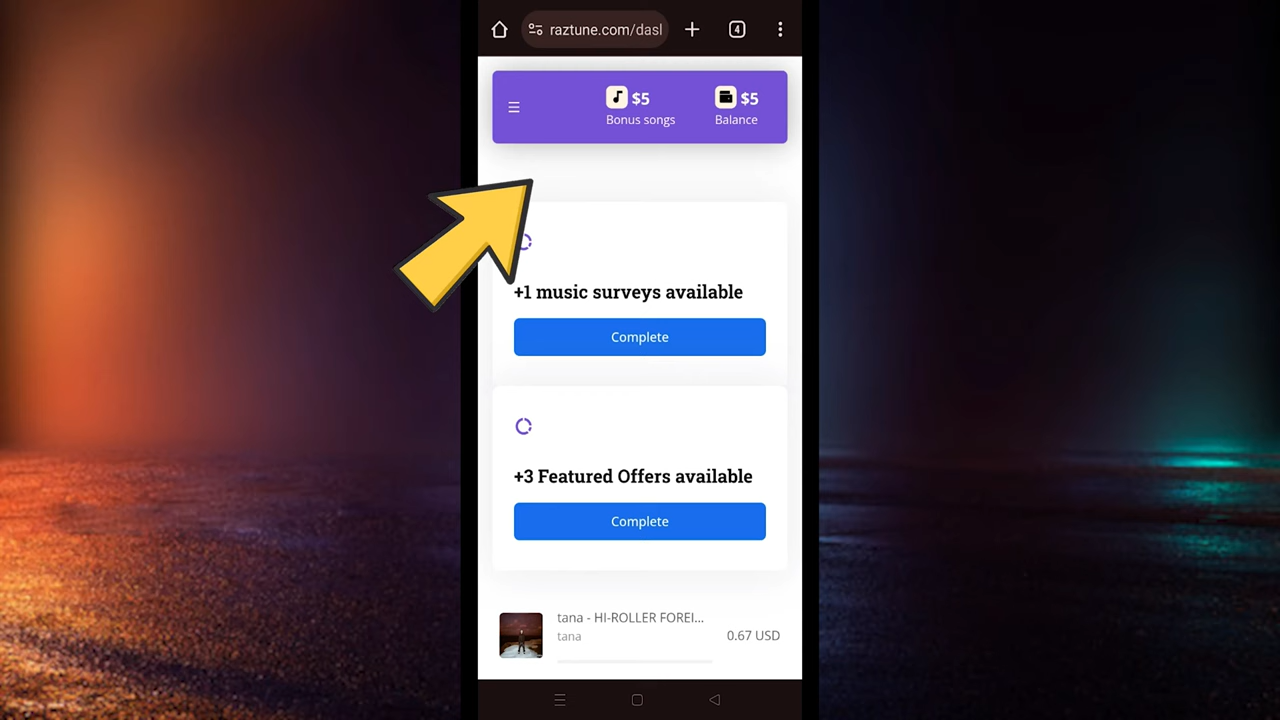 raztune.com/dasl
4
$5
Bonus songs
$5
Balance
+1 music surveys available
Complete
+3 Featured Offers available
Complete
tana - HI-ROLLER FOREI...
tana
0.67 USD